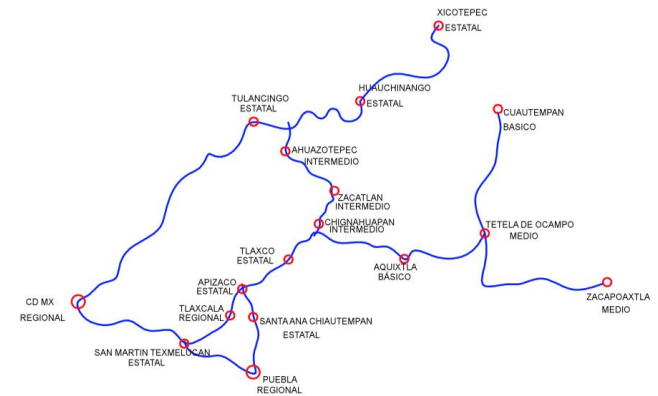 XICOTEPEC
ESTATAL
HUAUCHINANGO
ESTATAL
TULANCINGO
ESTATAL
CUAUTEMPAN
BASICO
AHUAZOTEPEC
INTERMEDIO
ZACATLAN
INTERMEDIO
CHIGNAHUAPAN
INTERMEDIO
TETELA DE OCAMPO
MEDIO
TLAXCO
ESTATAL
AQUIXTLA
BÁSICO
APIZACO
ESTATAL
ZACAPOAXTLA
MEDIO
CD MX
REGIONAL
TLAXCALA
REGIONAL
SANTA ANA CHIAUTEMPAN
ESTATAL
SAN MARTIN TEXMELUCAN
ESTATAL
PUEBLA
REGIONAL